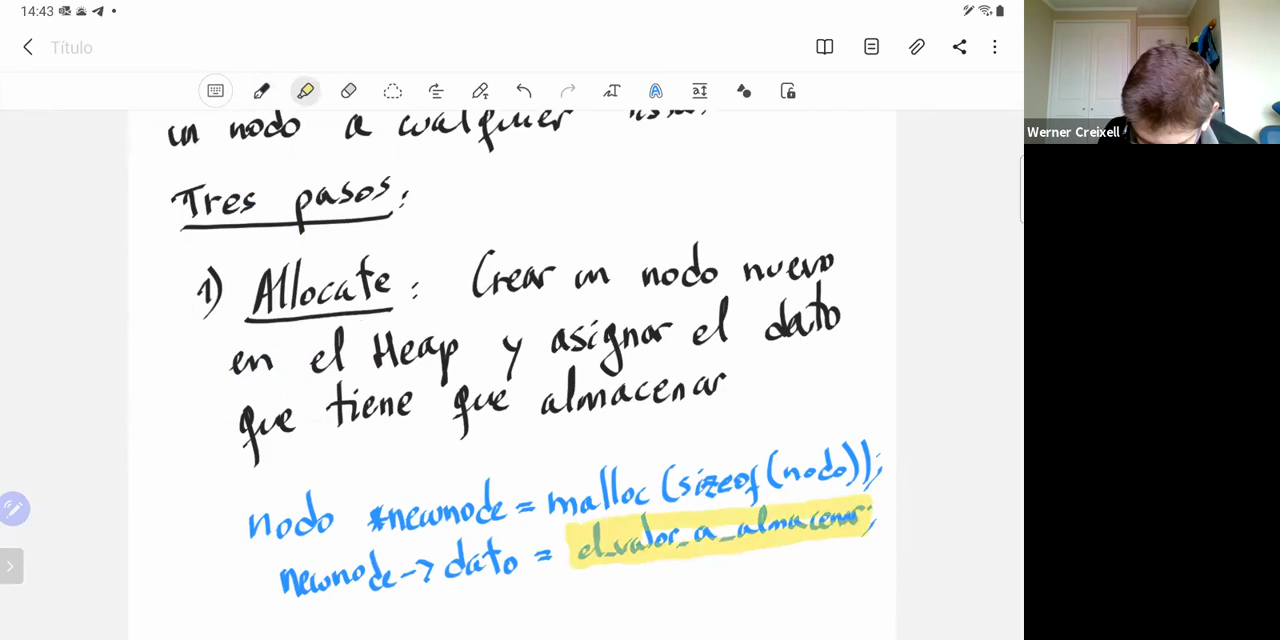 14:43
Título
Werner Creixell
un nodo a cualquier
Tres pasos:
1) Allocate: Crear un nodo nuevo
en el Heap y asignar el dato
que tiene que almacenar
nodo *newnode = malloc(sizeof(nodo));
newnode->dato = el_valor_a_almacenar;